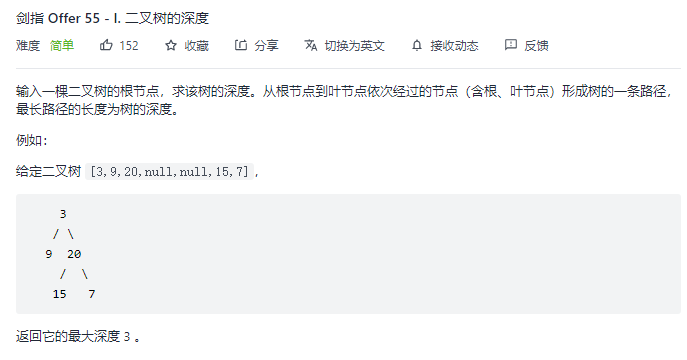 剑指 Offer 55 - I. 二叉树的深度
难度 简单 152 收藏 分享 切换为英文 接收动态 反馈
输入一棵二叉树的根节点，求该树的深度。从根节点到叶节点依次经过的节点（含根、叶节点）形成树的一条路径，
最长路径的长度为树的深度。
例如：
给定二叉树 [3,9,20,null,null,15,7]，
3
/ \
9 20
/ \
15 7
返回它的最大深度 3 。